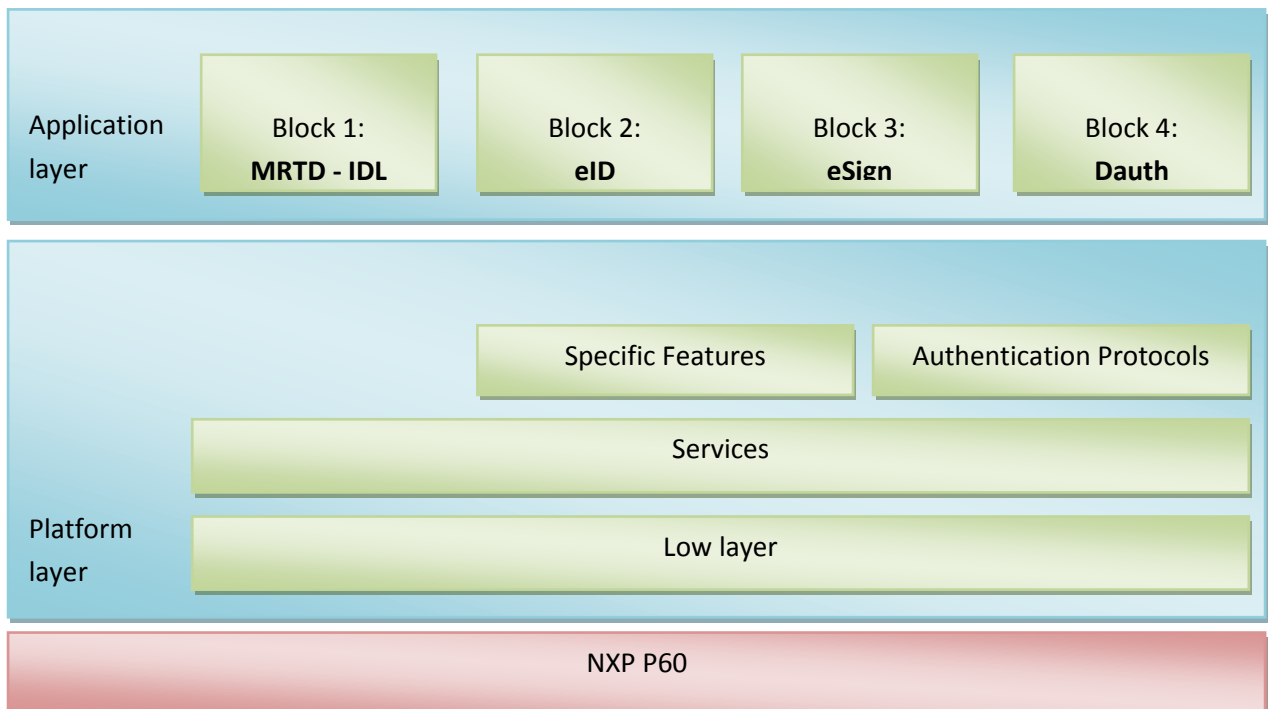 Application
layer
Block 1:
MRTD - IDL
Block 2:
eID
Block 3:
eSign
Block 4:
Dauth
Specific Features
Authentication Protocols
Services
Platform
layer
Low layer
NXP P60